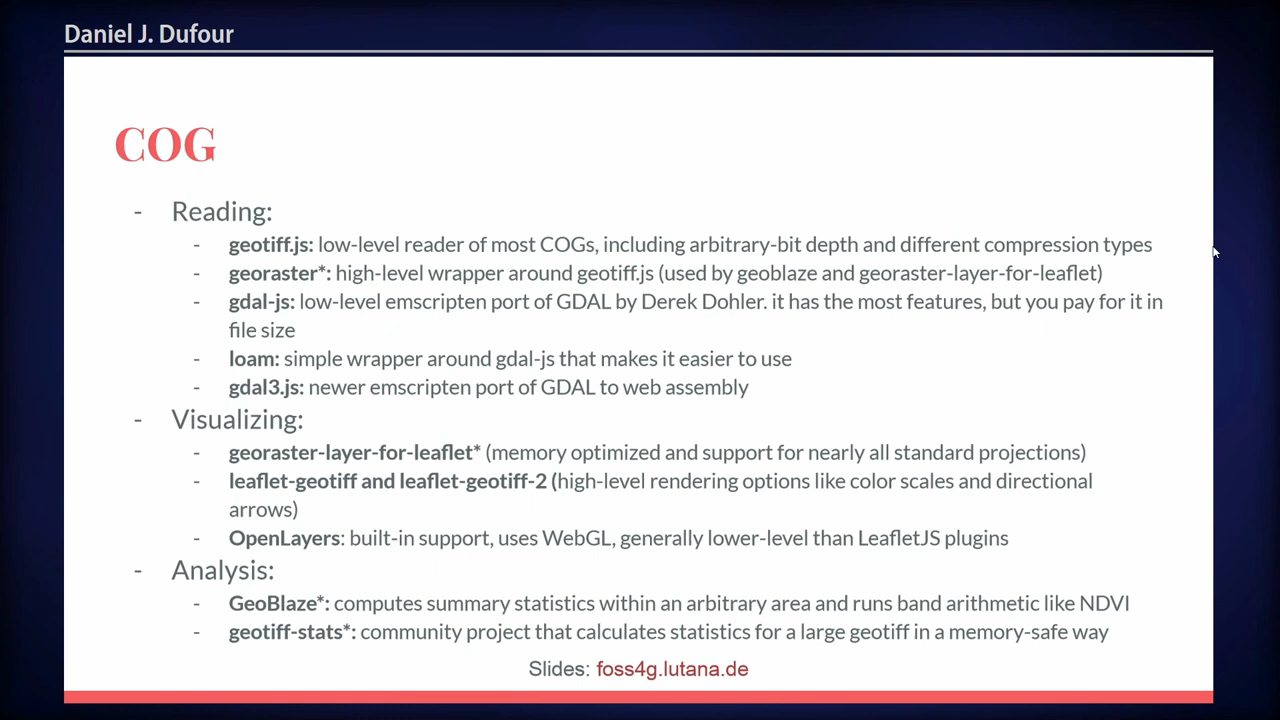 Daniel J. Dufour
COG
- Reading:
- geotiff.js: low-level reader of most COGs, including arbitrary-bit depth and different compression types
- georaster*: high-level wrapper around geotiff.js (used by geoblaze and georaster-layer-for-leaflet)
- gdal-js: low-level emscripten port of GDAL by Derek Dohler. it has the most features, but you pay for it in
file size
- loam: simple wrapper around gdal-js that makes it easier to use
- gdal3.js: newer emscripten port of GDAL to web assembly
- Visualizing:
- georaster-layer-for-leaflet* (memory optimized and support for nearly all standard projections)
- leaflet-geotiff and leaflet-geotiff-2 (high-level rendering options like color scales and directional
arrows)
- OpenLayers: built-in support, uses WebGL, generally lower-level than LeafletJS plugins
- Analysis:
- GeoBlaze*: computes summary statistics within an arbitrary area and runs band arithmetic like NDVI
- geotiff-stats*: community project that calculates statistics for a large geotiff in a memory-safe way
Slides: foss4g.lutana.de